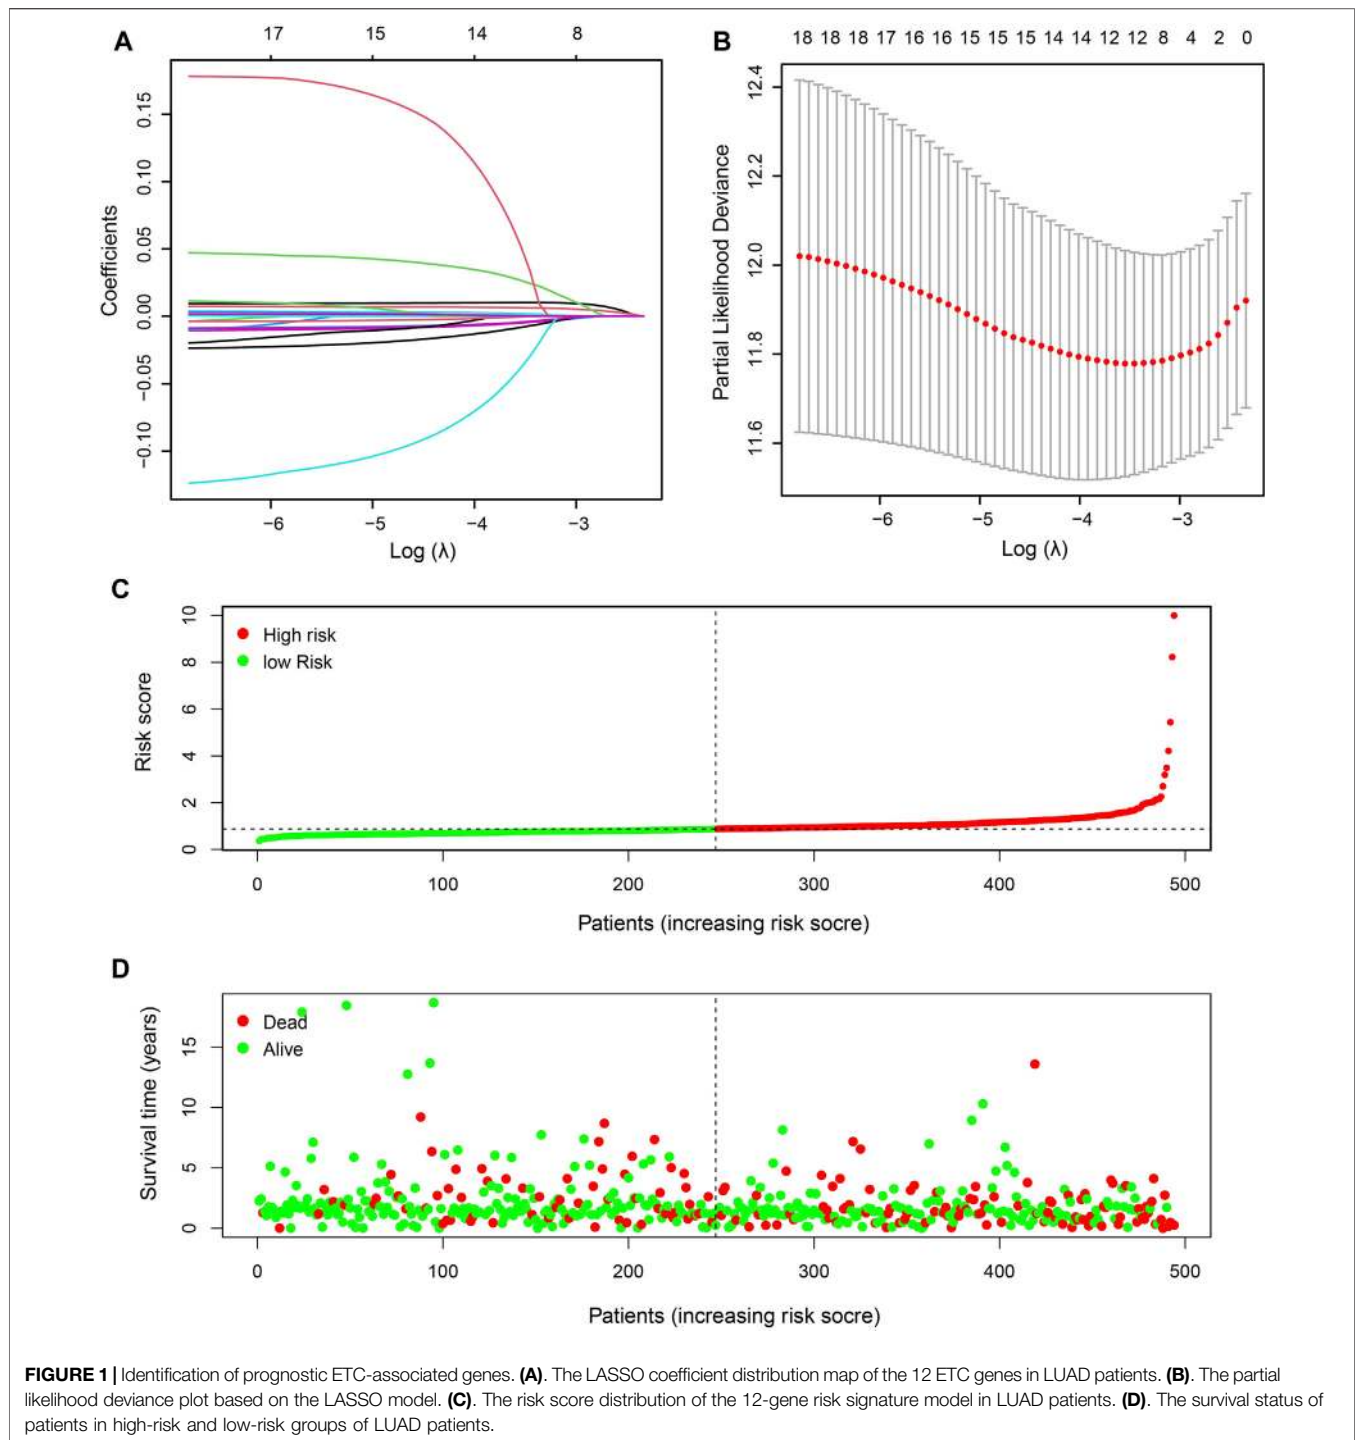 A
17 15 14 8
0.15
0.10
0.05
0.00
−0.05
−0.10
Coefficients
−6 −5 −4 −3
Log (λ)
B
18 18 18 17 16 16 15 15 15 14 14 12 12 8 4 2 0
12.4
12.2
12.0
11.8
11.6
Partial Likelihood Deviance
−6 −5 −4 −3
Log (λ)
C
10
8
6
4
2
0
Risk score
High risk
low Risk
0 100 200 300 400 500
Patients (increasing risk socre)
D
15
10
5
0
Survival time (years)
Dead
Alive
0 100 200 300 400 500
Patients (increasing risk socre)
FIGURE 1 | Identification of prognostic ETC-associated genes. (A). The LASSO coefficient distribution map of the 12 ETC genes in LUAD patients. (B). The partial
likelihood deviance plot based on the LASSO model. (C). The risk score distribution of the 12-gene risk signature model in LUAD patients. (D). The survival status of
patients in high-risk and low-risk groups of LUAD patients.